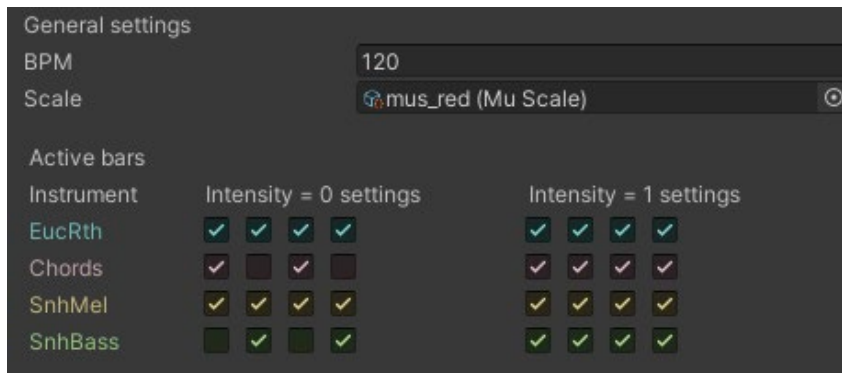 General settings
BPM 120
Scale mus_red (Mu Scale)
Active bars
Instrument Intensity = 0 settings Intensity = 1 settings
EucRth
Chords
SnhMel
SnhBass